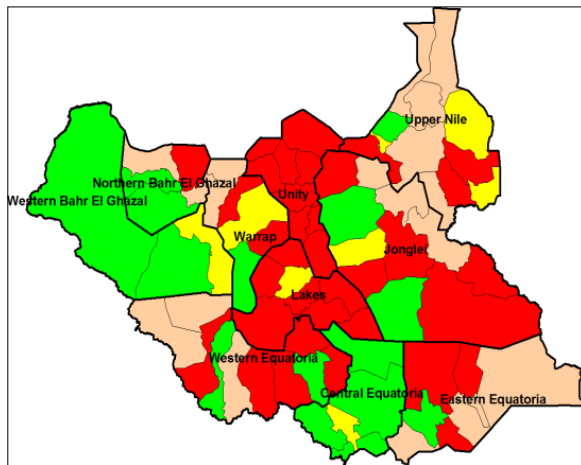 Upper Nile
Northern Bahr El Ghazal
Unity
Western Bahr El Ghazal
Warrap
Jonglei
Lakes
Western Equatoria
Central Equatoria
Eastern Equatoria